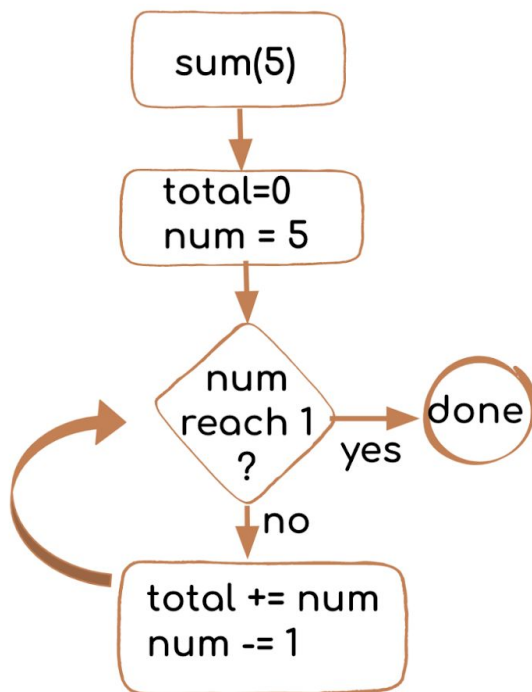 sum(5)
total=0
num = 5
num
reach 1
?
yes
done
no
total += num
num -= 1